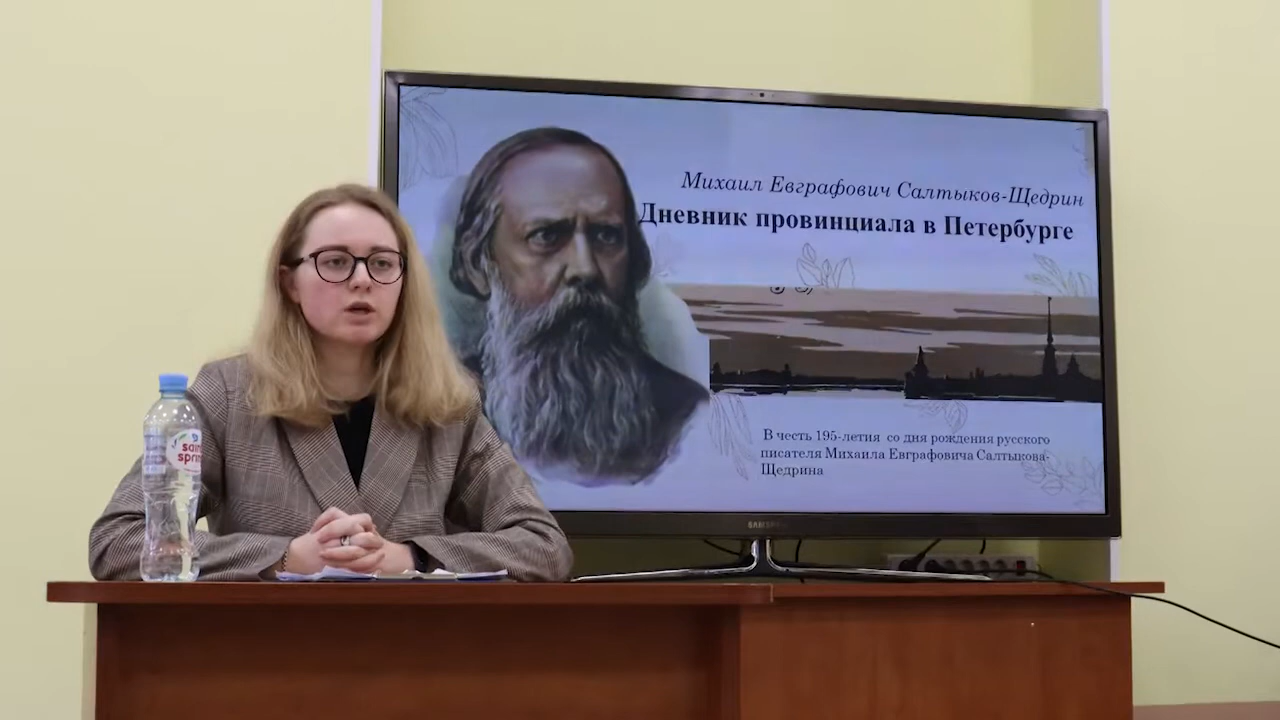 Михаил Евграфович Салтыков-Щедрин
Дневник провинциала в Петербурге
В честь 195-летия со дня рождения русского
писателя Михаила Евграфовича Салтыкова-
Щедрина
SAMSUNG